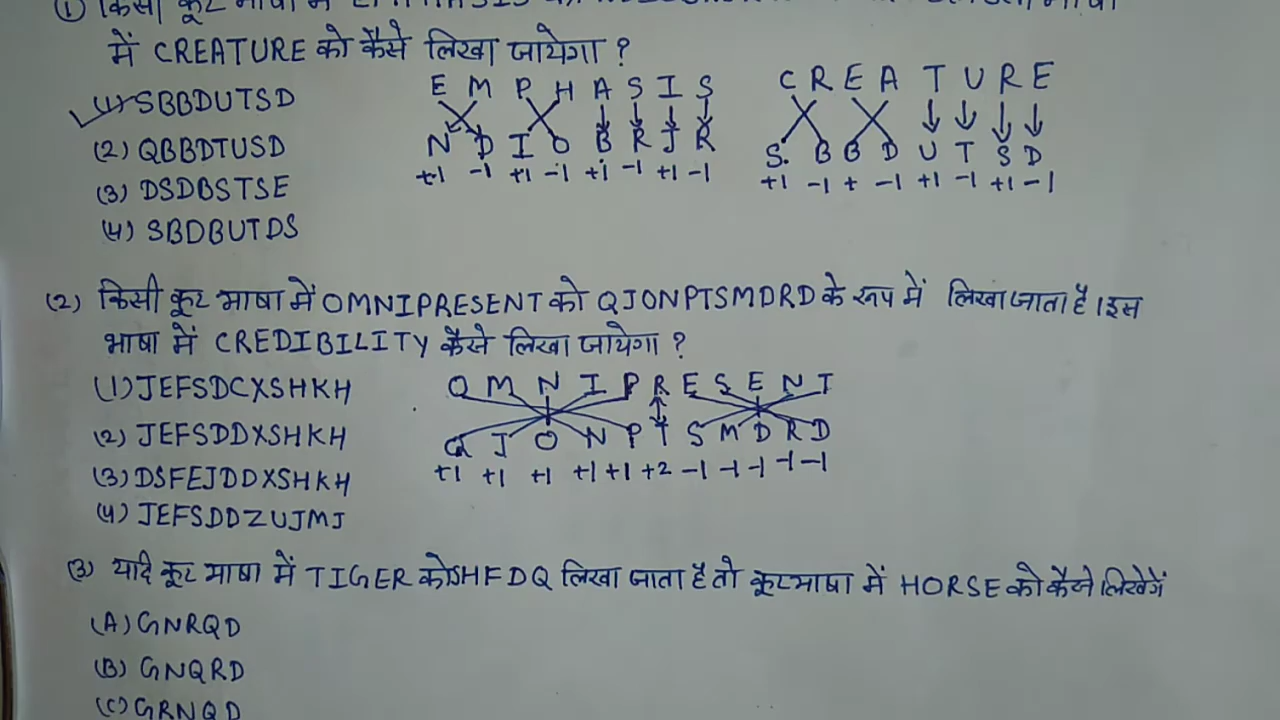 ① किसी कूट भाषा में
में CREATURE को कैसे लिखा जायेगा ?
(1) SBBDUTSD
(2) QBBDTUSD
(3) DSDBSTSE
(4) SBDBUTDS
E M P H A S I S
N D I O B R J R
+1 -1 +1 -1 +1 -1 +1 -1
C R E A T U R E
S B B D U T S D
+1 -1 + -1 +1 -1 +1 -1
(2) किसी कूट भाषा में OMNIPRESENT को QJONPTSMDRD के रूप में लिखा जाता है । इस
भाषा में CREDIBILITY कैसे लिखा जायेगा ?
(1) JEFSDCXSHKH
(2) JEFSDDXSHKH
(3) DSFEJDDXSHKH
(4) JEFSDDZUJMJ
O M N I P R E S E N T
Q J O N P T S M D R D
+1 +1 +1 +1 +1 +2 -1 -1 -1 -1 -1
(3) यदि कूट भाषा में TIGER को SHFDQ लिखा जाता है तो कूटभाषा में HORSE को कैसे लिखेगें
(A) GNRQD
(B) GNQRD
(C) GRNQD